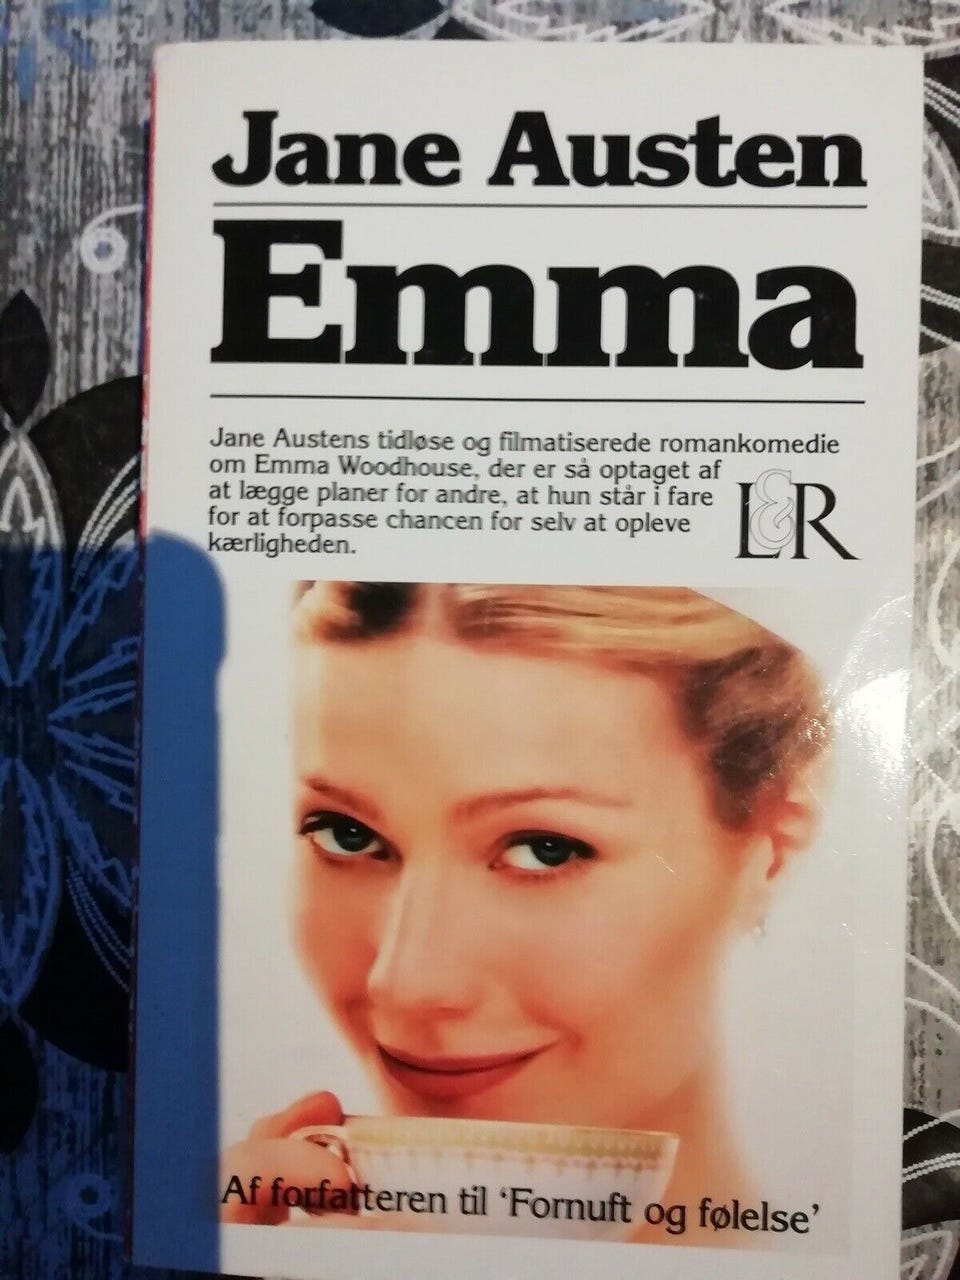 Jane Austen
Emma
Jane Austens tidløse og filmatiserede romankomedie
om Emma Woodhouse, der er så optaget af
at lægge planer for andre, at hun står i fare
for at forpasse chancen for selv at opleve
kærligheden.
L&R
Af forfatteren til ‘Fornuft og følelse’